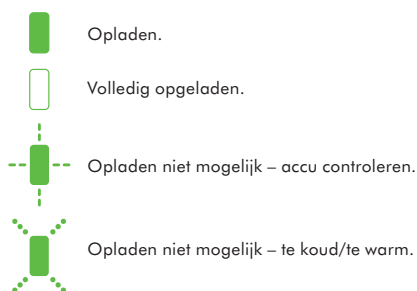 Opladen.
Volledig opgeladen.
Opladen niet mogelijk – accu controleren.
Opladen niet mogelijk – te koud/te warm.